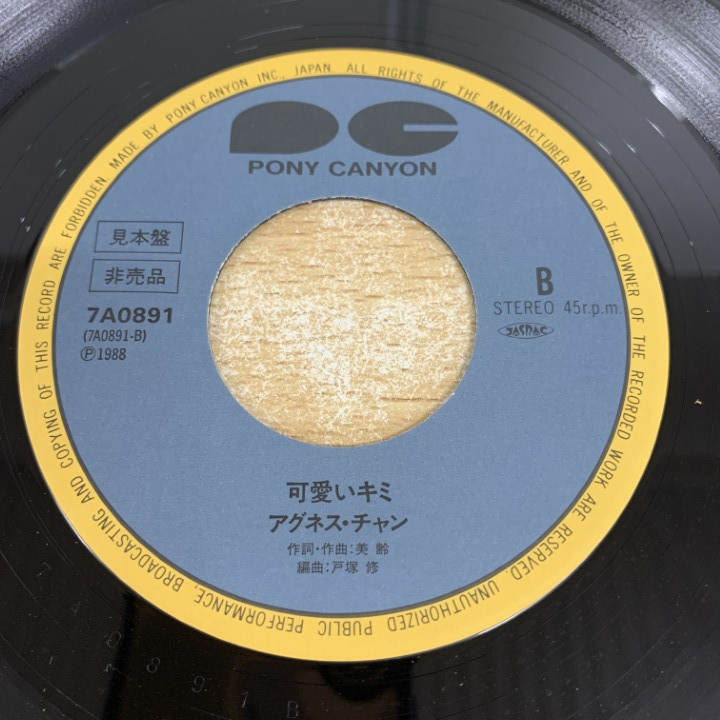 PC
PONY CANYON
MADE BY PONY CANYON INC., JAPAN. ALL RIGHTS OF THE MANUFACTURER AND OF THE OWNER OF THE RECORDED WORK ARE RESERVED. UNAUTHORIZED PUBLIC PERFORMANCE, BROADCASTING AND COPYING OF THIS RECORD ARE FORBIDDEN.
見本盤
非売品
7A0891
(7A0891-B)
Ⓟ1988
B
STEREO 45r.p.m.
JASRAC
可愛いキミ
アグネス・チャン
作詞・作曲:美 齢
編曲:戸塚 修
7A0891B